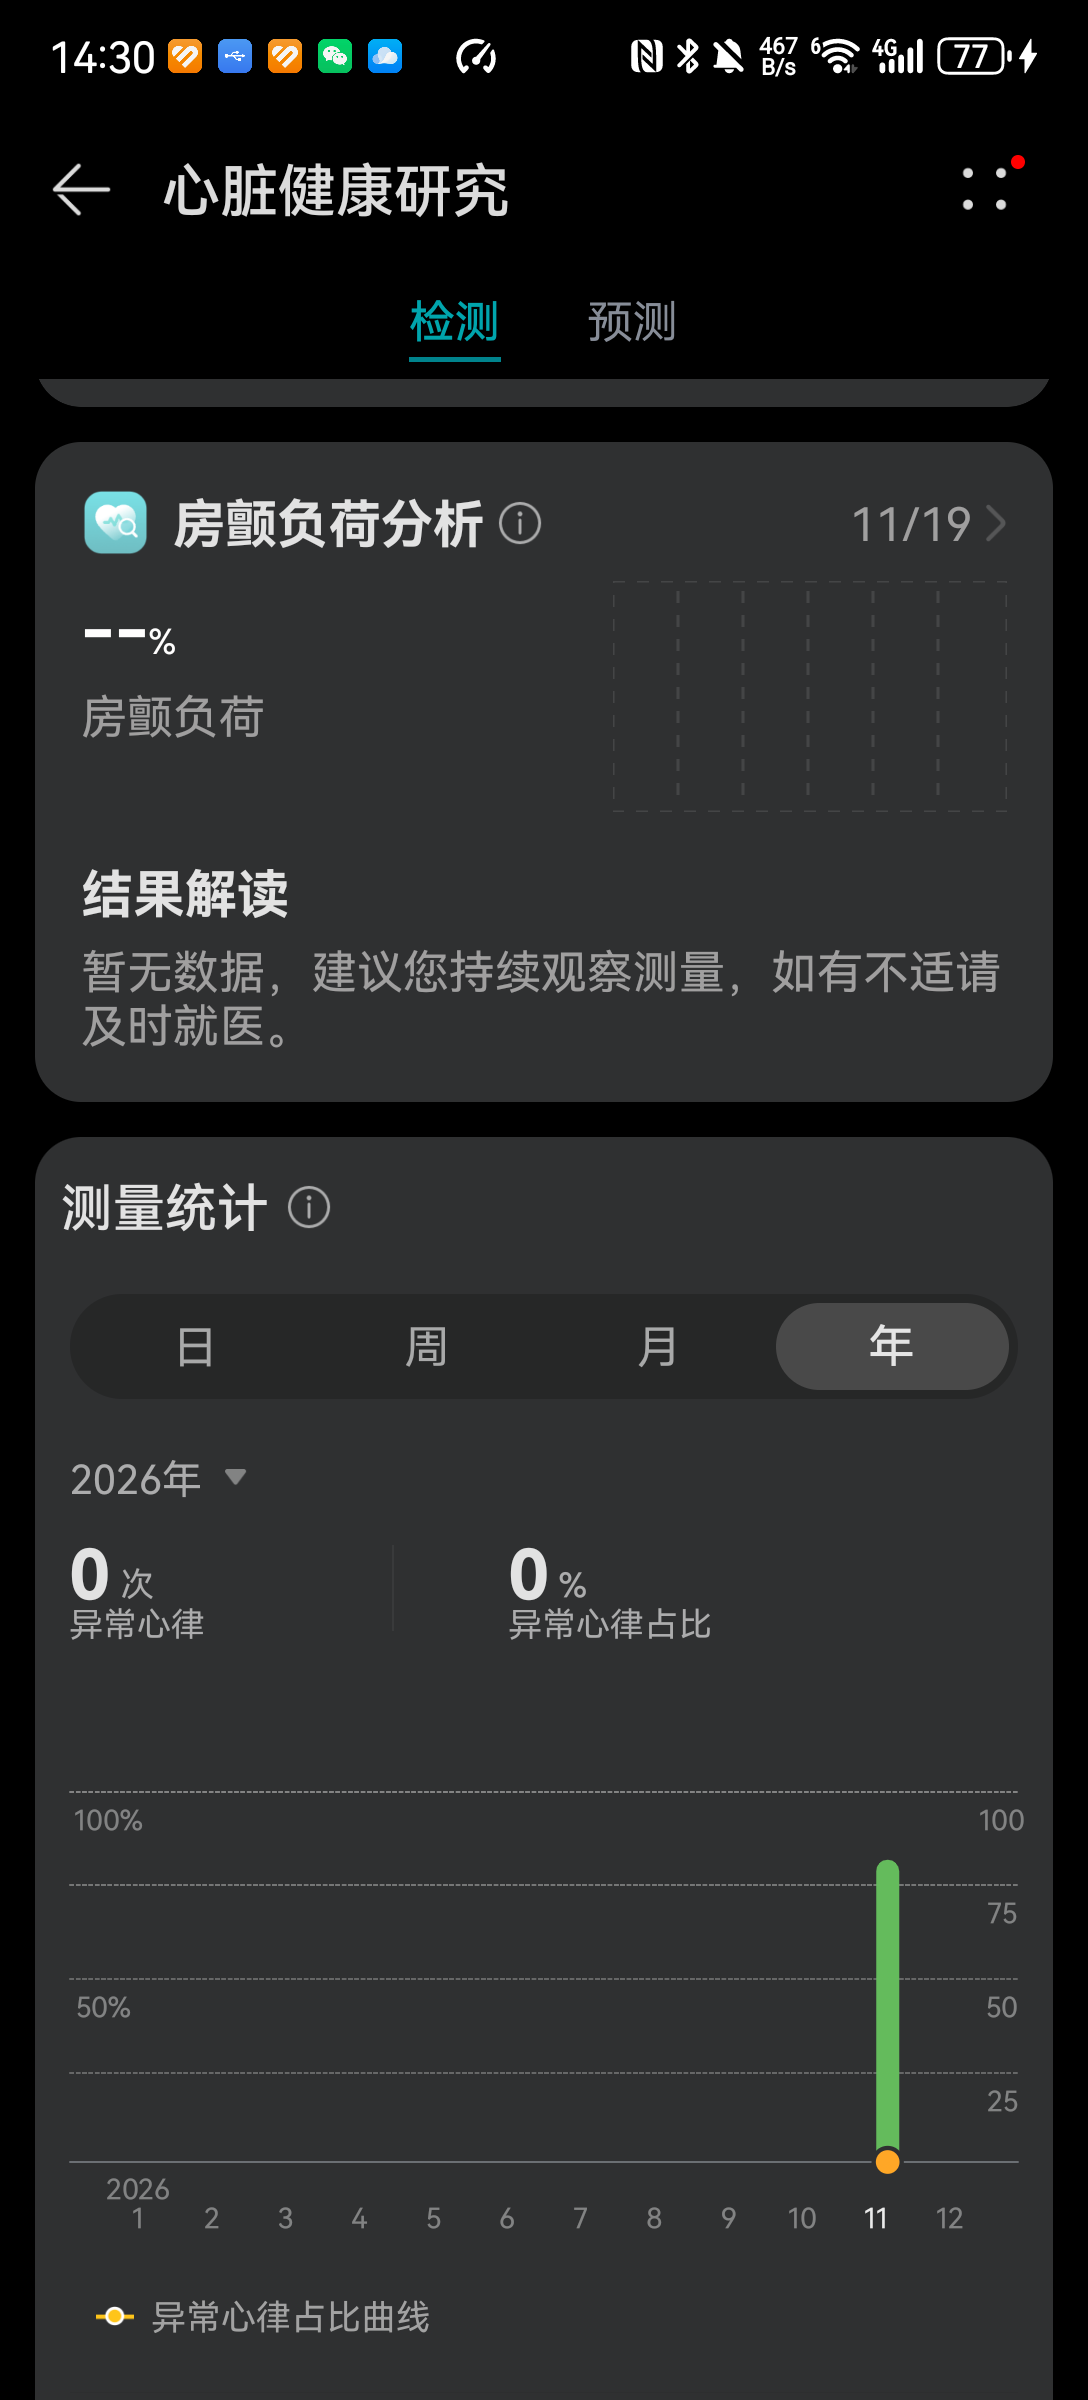 14:30
467 B/s
6
4G
77
心脏健康研究
检测 预测
房颤负荷分析 11/19
--%
房颤负荷
结果解读
暂无数据，建议您持续观察测量，如有不适请
及时就医。
测量统计
日 周 月 年
2026年
0 次 0 %
异常心律 异常心律占比
100% 100
75
50% 50
25
2026
1 2 3 4 5 6 7 8 9 10 11 12
异常心律占比曲线